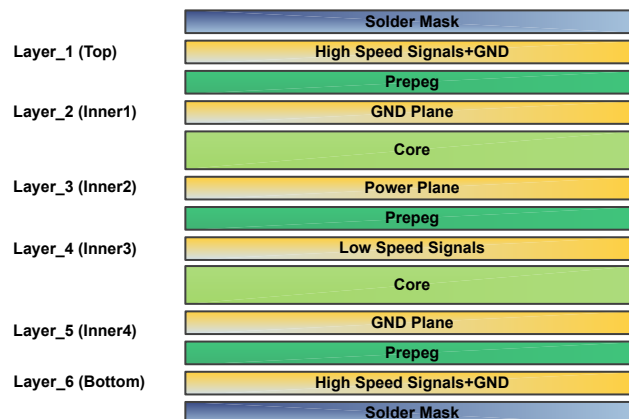 Solder Mask
Layer_1 (Top) High Speed Signals+GND
Prepeg
Layer_2 (Inner1) GND Plane
Core
Layer_3 (Inner2) Power Plane
Prepeg
Layer_4 (Inner3) Low Speed Signals
Core
Layer_5 (Inner4) GND Plane
Prepeg
Layer_6 (Bottom) High Speed Signals+GND
Solder Mask